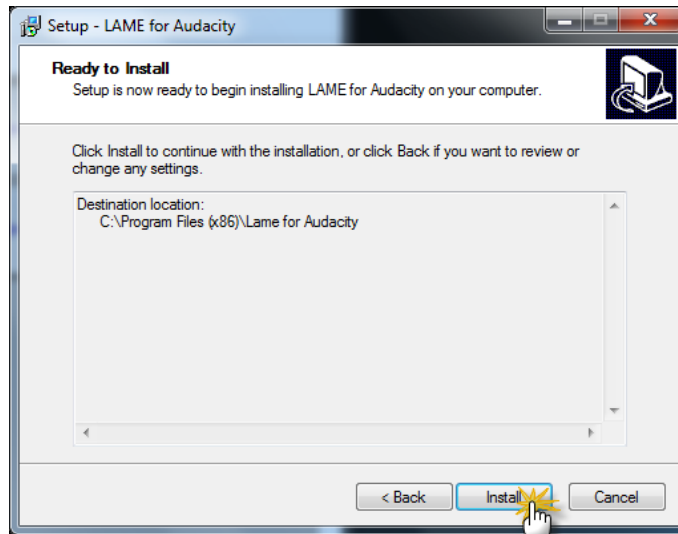 Setup - LAME for Audacity
Ready to Install
Setup is now ready to begin installing LAME for Audacity on your computer.
Click Install to continue with the installation, or click Back if you want to review or
change any settings.
Destination location:
C:\Program Files (x86)\Lame for Audacity
< Back
Install
Cancel